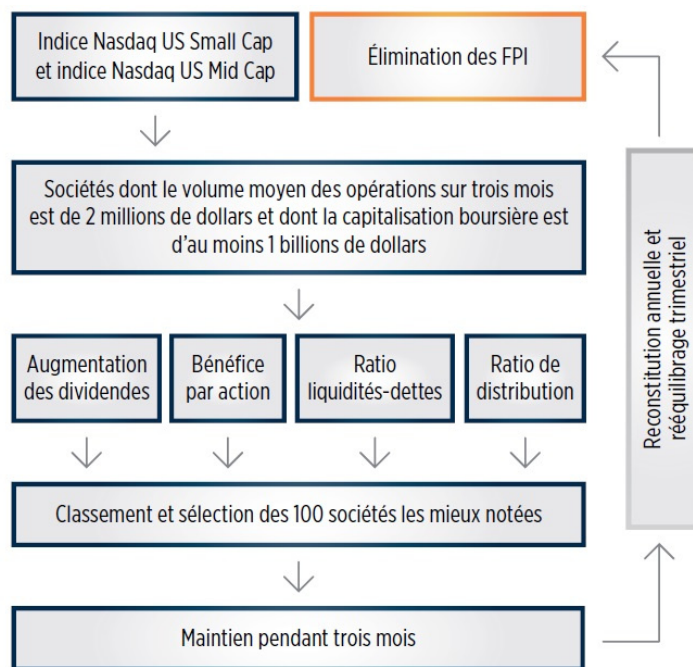 Indice Nasdaq US Small Cap
et indice Nasdaq US Mid Cap
Élimination des FPI
Sociétés dont le volume moyen des opérations sur trois mois
est de 2 millions de dollars et dont la capitalisation boursière est
d’au moins 1 billions de dollars
Augmentation
des dividendes
Bénéfice
par action
Ratio
liquidités-dettes
Ratio de
distribution
Classement et sélection des 100 sociétés les mieux notées
Maintien pendant trois mois
Reconstitution annuelle et
rééquilibrage trimestriel